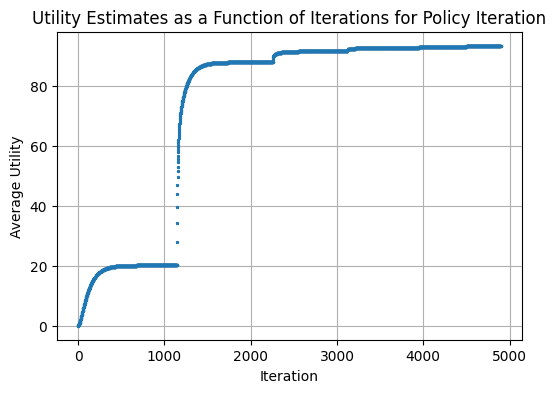 Utility Estimates as a Function of Iterations for Policy Iteration
80
60
40
20
0
Average Utility
0 1000 2000 3000 4000 5000
Iteration